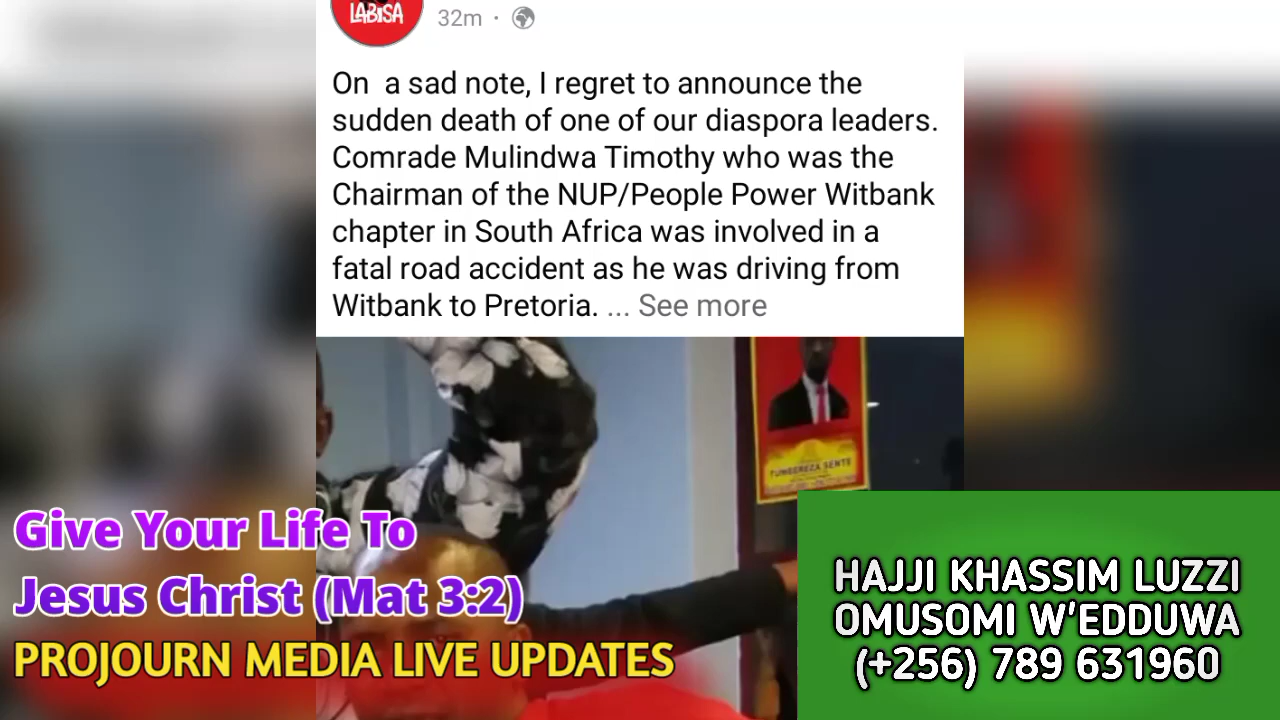 LABISA
32m ·
On a sad note, I regret to announce the
sudden death of one of our diaspora leaders.
Comrade Mulindwa Timothy who was the
Chairman of the NUP/People Power Witbank
chapter in South Africa was involved in a
fatal road accident as he was driving from
Witbank to Pretoria. ... See more
TUNGEREZA SENTE
Give Your Life To
Jesus Christ (Mat 3:2)
PROJOURN MEDIA LIVE UPDATES
HAJJI KHASSIM LUZZI
OMUSOMI W'EDDUWA
(+256) 789 631960